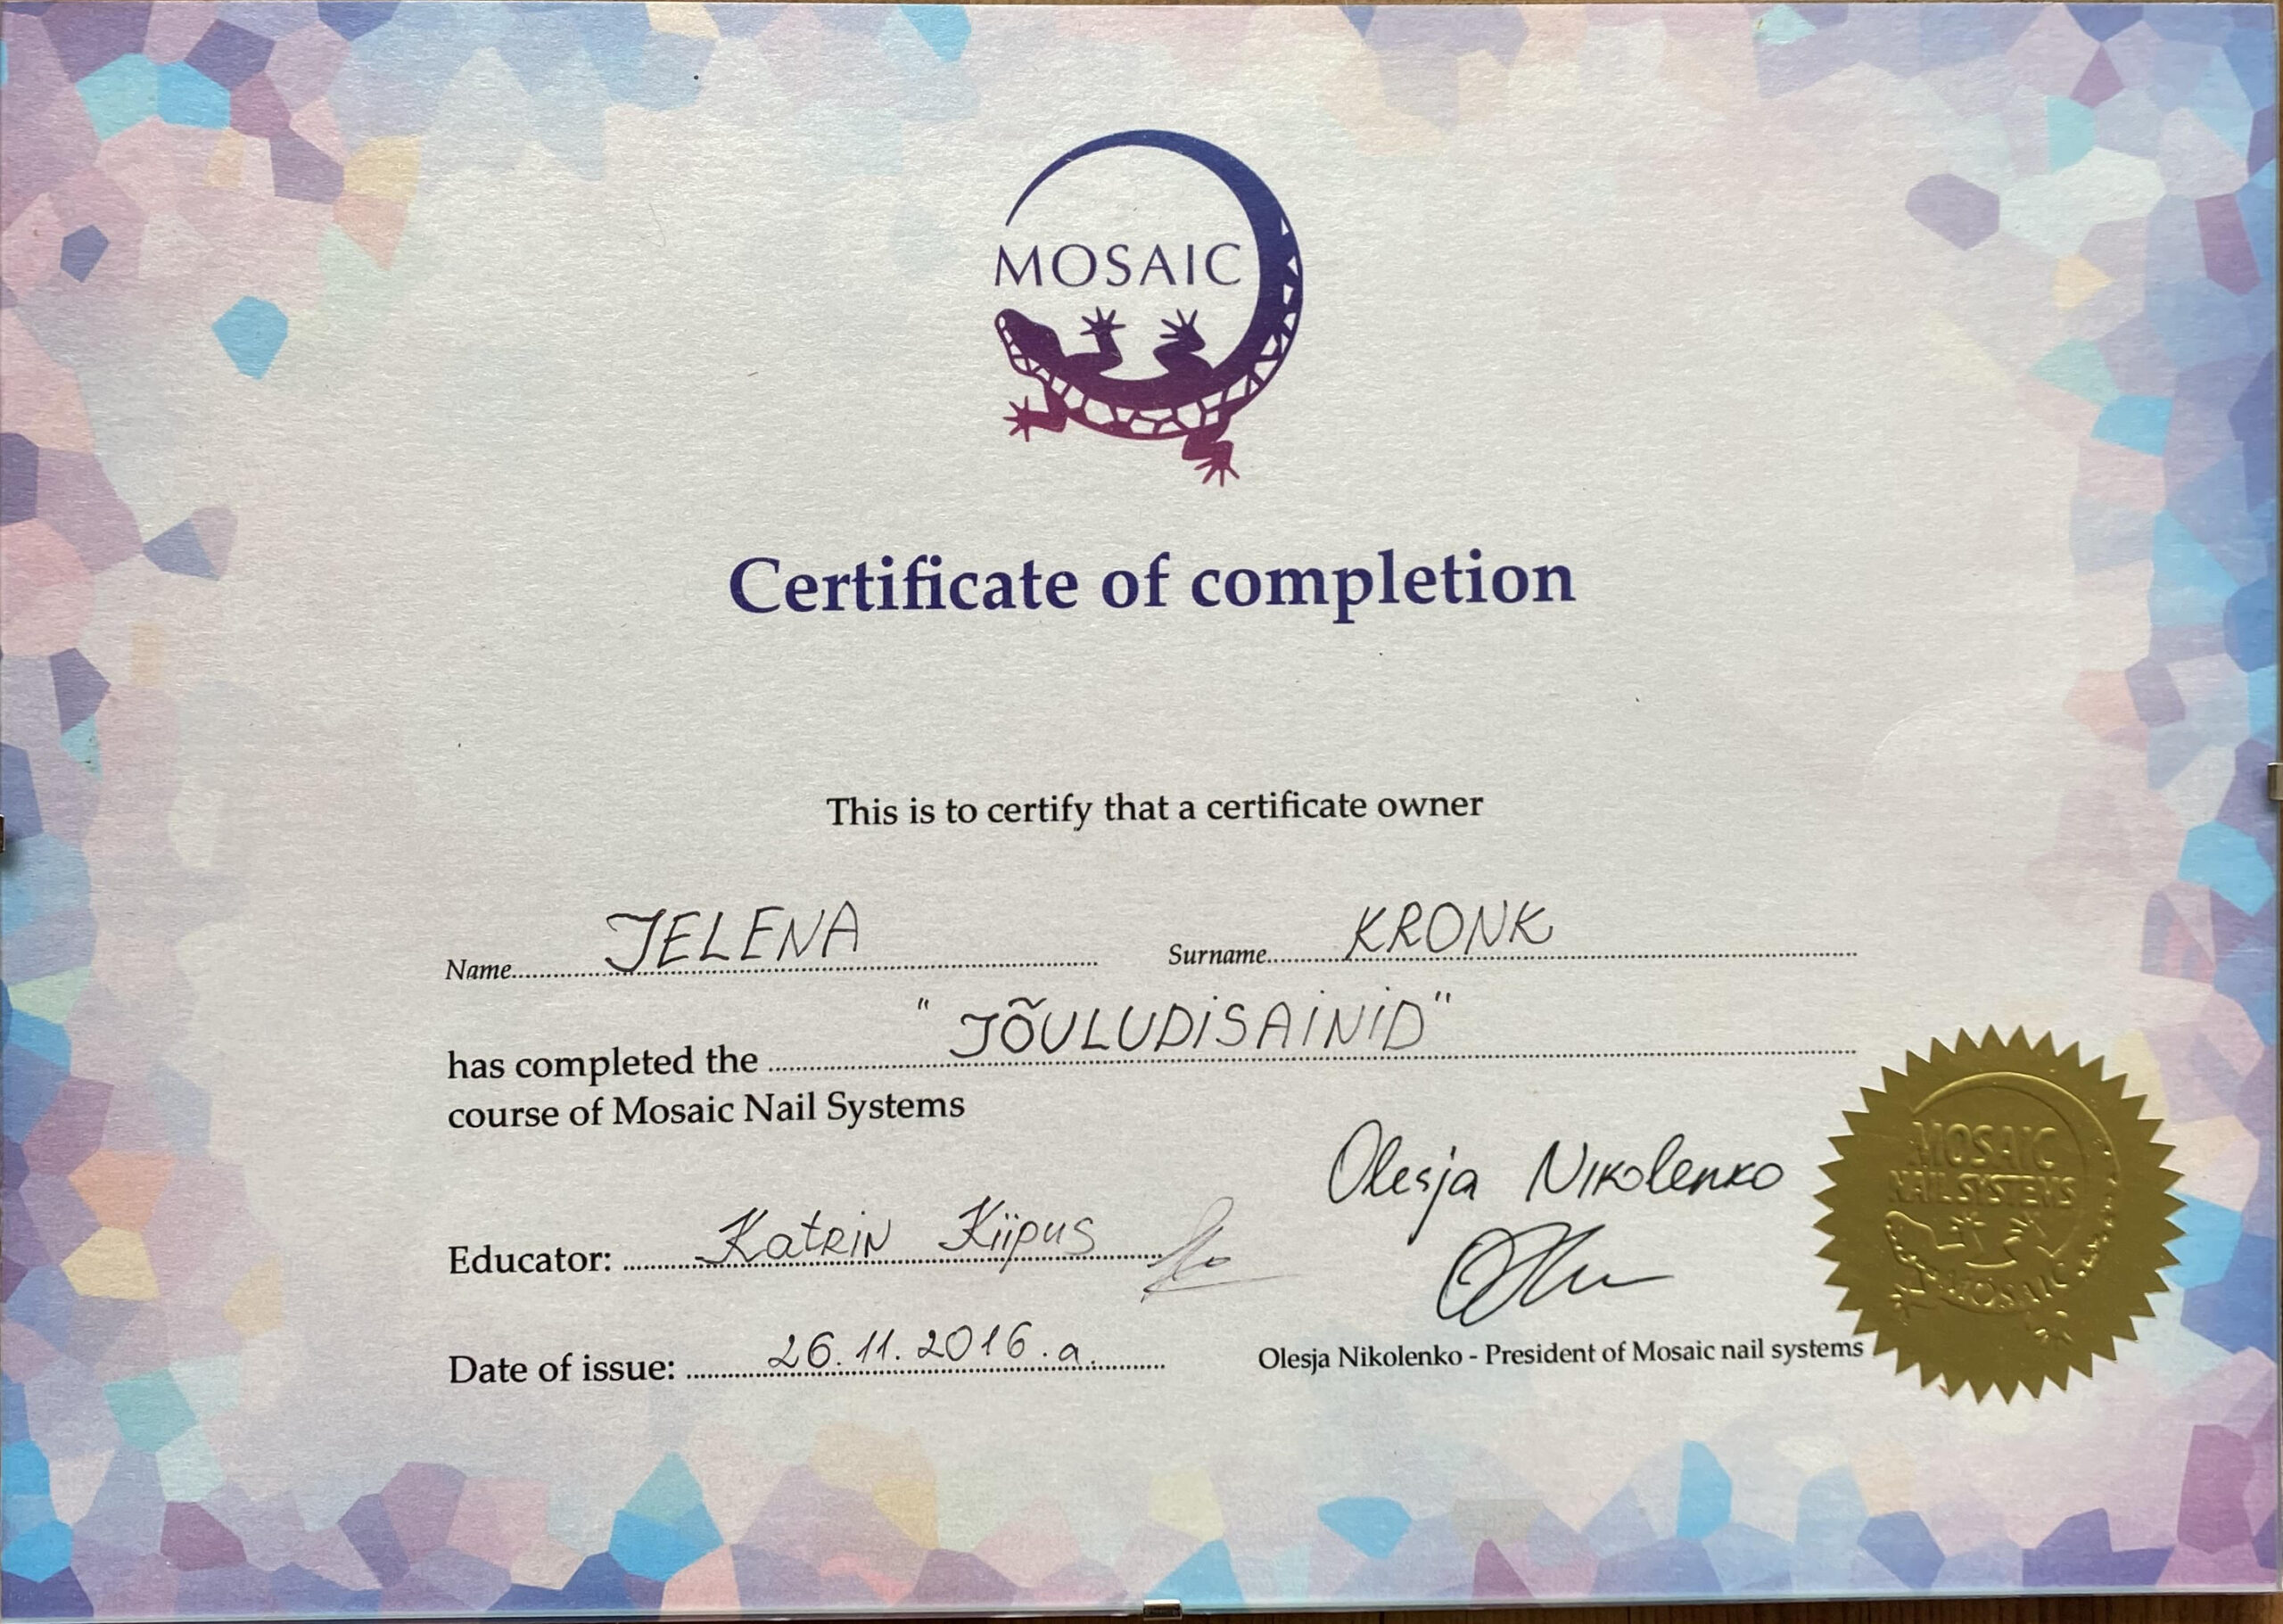 MOSAIC
Certificate of completion
This is to certify that a certificate owner
Name JELENA Surname KRONK
has completed the "JÕULUDISAINID"
course of Mosaic Nail Systems
Olesja Nikolenko
Educator: Katrin Kiipus
Date of issue: 26.11.2016.a.
Olesja Nikolenko - President of Mosaic nail systems
MOSAIC
NAIL SYSTEMS
MOSAIC